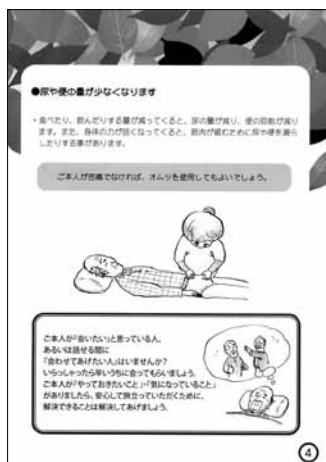 ●尿や便の量が少なくなります
・食べたり、飲んだりする量が減ってくると、尿の量が減り、便の回数が減り
ます。また、身体の力が弱くなってくると、筋肉が緩むために尿や便を漏ら
したりする事があります。
ご本人が苦痛でなければ、オムツを使用してもよいでしょう。
ご本人が「会いたい」と思っている人、
あるいは話せる間に
「会わせてあげたい人」はいませんか？
いらっしゃったら早いうちに会ってもらいましょう。
ご本人が「やっておきたいこと」・「気になっていること」
がありましたら、安心して旅立っていただくために、
解決できることは解決してあげましょう。
4